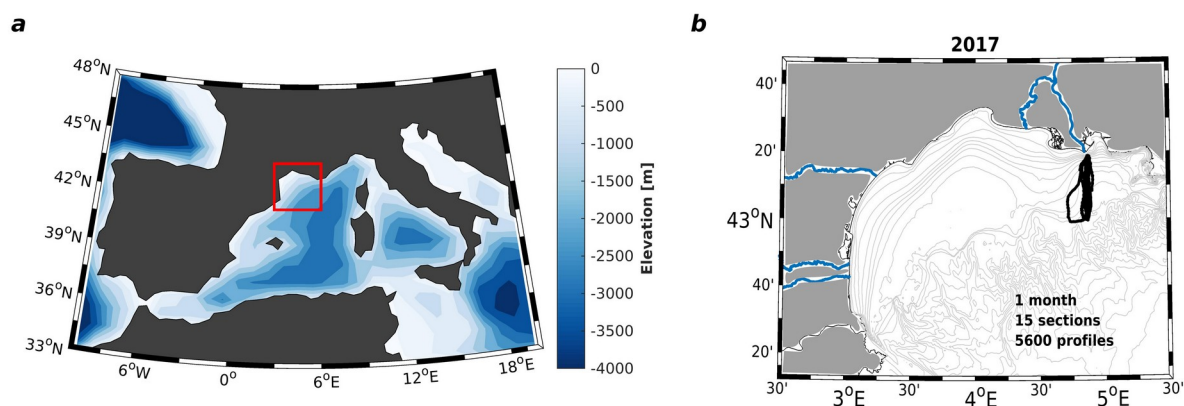 a
48°N
45°N
42°N
39°N
36°N
33°N
6°W
0°
6°E
12°E
18°E
0
-500
-1000
-1500
-2000
-2500
-3000
-3500
-4000
Elevation [m]
b
2017
40'
20'
43°N
40'
20'
30'
3°E
30'
4°E
30'
5°E
30'
1 month
15 sections
5600 profiles